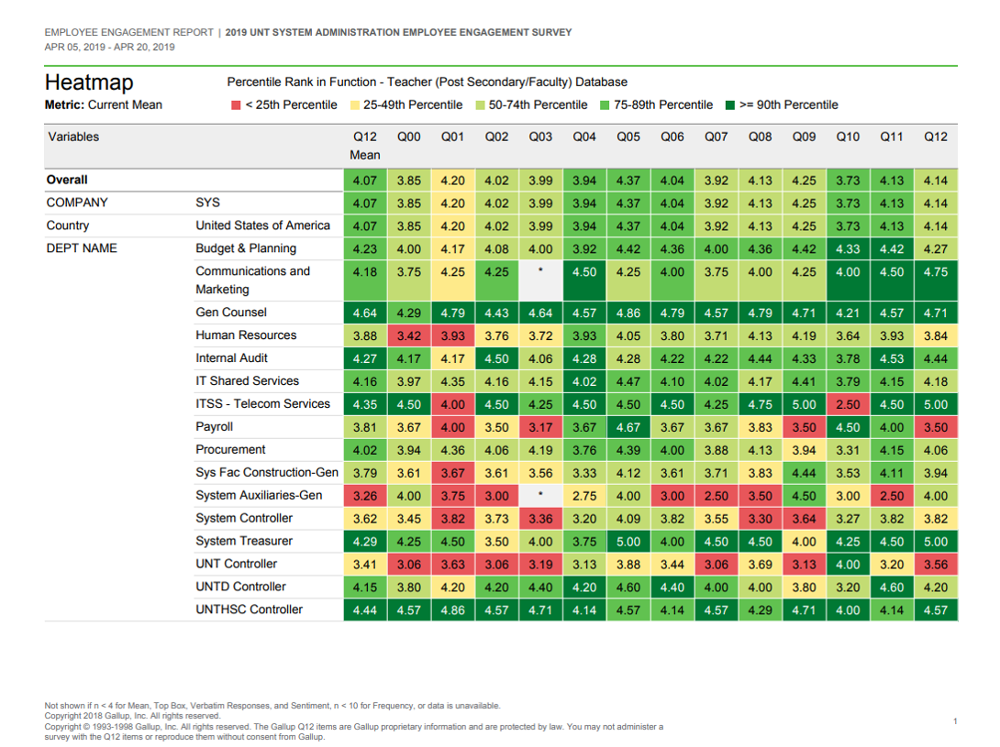 EMPLOYEE ENGAGEMENT REPORT | 2019 UNT SYSTEM ADMINISTRATION EMPLOYEE ENGAGEMENT SURVEY
APR 05, 2019 - APR 20, 2019
Heatmap Percentile Rank in Function - Teacher (Post Secondary/Faculty) Database
Metric: Current Mean < 25th Percentile 25-49th Percentile 50-74th Percentile 75-89th Percentile >= 90th Percentile
Variables Q12 Q00 Q01 Q02 Q03 Q04 Q05 Q06 Q07 Q08 Q09 Q10 Q11 Q12
Mean
Overall 4.07 3.85 4.20 4.02 3.99 3.94 4.37 4.04 3.92 4.13 4.25 3.73 4.13 4.14
COMPANY SYS 4.07 3.85 4.20 4.02 3.99 3.94 4.37 4.04 3.92 4.13 4.25 3.73 4.13 4.14
Country United States of America 4.07 3.85 4.20 4.02 3.99 3.94 4.37 4.04 3.92 4.13 4.25 3.73 4.13 4.14
DEPT NAME Budget & Planning 4.23 4.00 4.17 4.08 4.00 3.92 4.42 4.36 4.00 4.36 4.42 4.33 4.42 4.27
Communications and 4.18 3.75 4.25 4.25 * 4.50 4.25 4.00 3.75 4.00 4.25 4.00 4.50 4.75
Marketing
Gen Counsel 4.64 4.29 4.79 4.43 4.64 4.57 4.86 4.79 4.57 4.79 4.71 4.21 4.57 4.71
Human Resources 3.88 3.42 3.93 3.76 3.72 3.93 4.05 3.80 3.71 4.13 4.19 3.64 3.93 3.84
Internal Audit 4.27 4.17 4.17 4.50 4.06 4.28 4.28 4.22 4.22 4.44 4.33 3.78 4.53 4.44
IT Shared Services 4.16 3.97 4.35 4.16 4.15 4.02 4.47 4.10 4.02 4.17 4.41 3.79 4.15 4.18
ITSS - Telecom Services 4.35 4.50 4.00 4.50 4.25 4.50 4.50 4.50 4.25 4.75 5.00 2.50 4.50 5.00
Payroll 3.81 3.67 4.00 3.50 3.17 3.67 4.67 3.67 3.67 3.83 3.50 4.50 4.00 3.50
Procurement 4.02 3.94 4.36 4.06 4.19 3.76 4.39 4.00 3.88 4.13 3.94 3.31 4.15 4.06
Sys Fac Construction-Gen 3.79 3.61 3.67 3.61 3.56 3.33 4.12 3.61 3.71 3.83 4.44 3.53 4.11 3.94
System Auxiliaries-Gen 3.26 4.00 3.75 3.00 * 2.75 4.00 3.00 2.50 3.50 4.50 3.00 2.50 4.00
System Controller 3.62 3.45 3.82 3.73 3.36 3.20 4.09 3.82 3.55 3.30 3.64 3.27 3.82 3.82
System Treasurer 4.29 4.25 4.50 3.50 4.00 3.75 5.00 4.00 4.50 4.50 4.00 4.25 4.50 5.00
UNT Controller 3.41 3.06 3.63 3.06 3.19 3.13 3.88 3.44 3.06 3.69 3.13 4.00 3.20 3.56
UNTD Controller 4.15 3.80 4.20 4.20 4.40 4.20 4.60 4.40 4.00 4.00 3.80 3.20 4.60 4.20
UNTHSC Controller 4.44 4.57 4.86 4.57 4.71 4.14 4.57 4.14 4.57 4.29 4.71 4.00 4.14 4.57
Not shown if n < 4 for Mean, Top Box, Verbatim Responses, and Sentiment, n < 10 for Frequency, or data is unavailable.
Copyright 2018 Gallup, Inc. All rights reserved.
Copyright © 1993-1998 Gallup, Inc. All rights reserved. The Gallup Q12 items are Gallup proprietary information and are protected by law. You may not administer a
survey with the Q12 items or reproduce them without consent from Gallup.
1